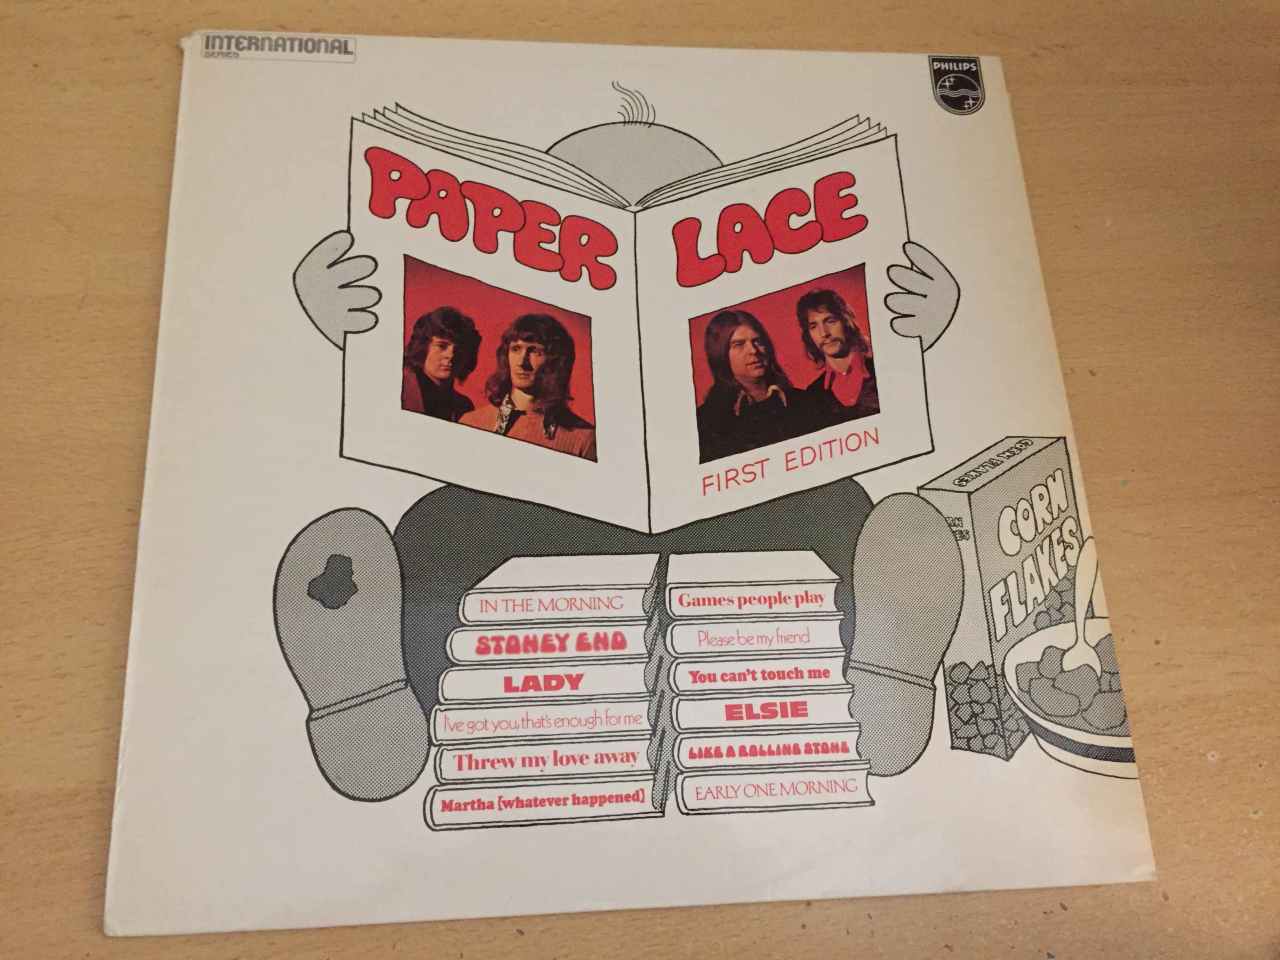 INTERNATIONAL
SERIES
PHILIPS
PAPER LACE
FIRST EDITION
IN THE MORNING
STONEY END
LADY
I've got you, that's enough for me
Threw my love away
Martha [whatever happened]
Games people play
Please be my friend
You can't touch me
ELSIE
LIKE A ROLLING STONE
EARLY ONE MORNING
CORN
FLAKES